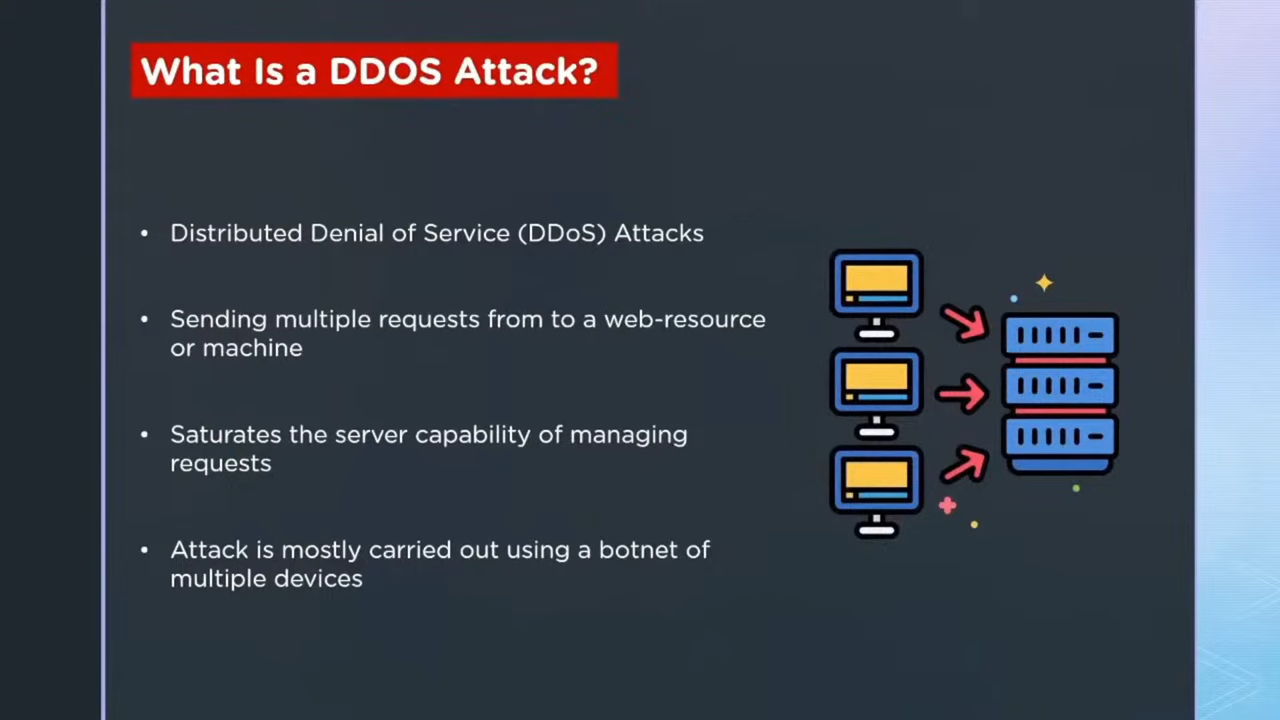 What Is a DDOS Attack?
• Distributed Denial of Service (DDoS) Attacks
• Sending multiple requests from to a web-resource
or machine
• Saturates the server capability of managing
requests
• Attack is mostly carried out using a botnet of
multiple devices